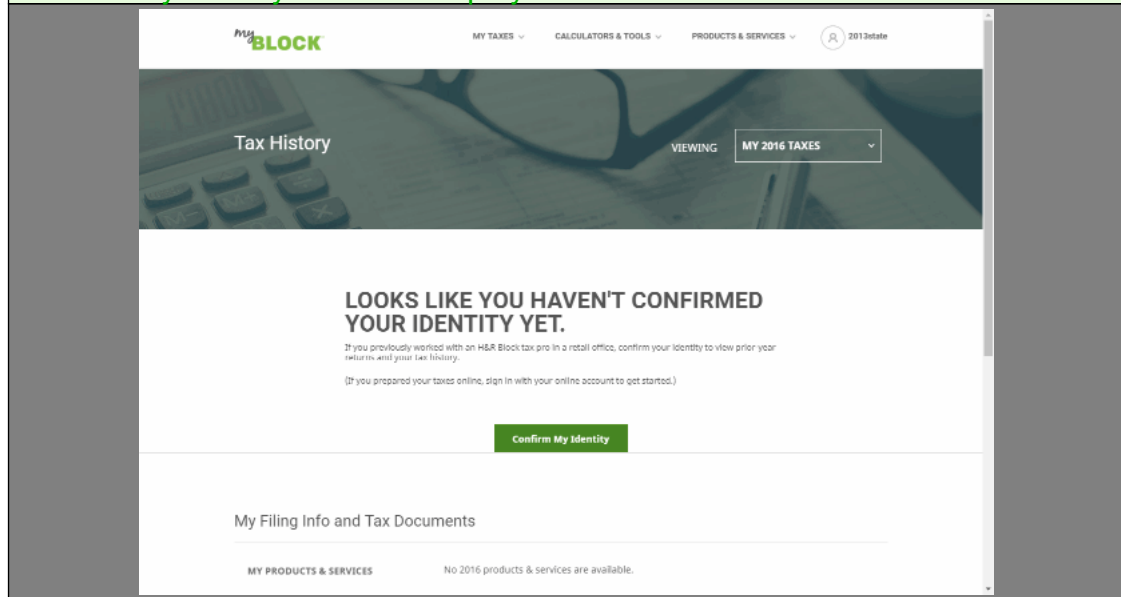 myBLOCK
MY TAXES
CALCULATORS & TOOLS
PRODUCTS & SERVICES
2013state
Tax History
VIEWING
MY 2016 TAXES
LOOKS LIKE YOU HAVEN'T CONFIRMED
YOUR IDENTITY YET.
If you previously worked with an H&R Block tax pro in a retail office, confirm your identity to view prior year
returns and your tax history.
(If you prepared your taxes online, sign in with your online account to get started.)
Confirm My Identity
My Filing Info and Tax Documents
MY PRODUCTS & SERVICES
No 2016 products & services are available.